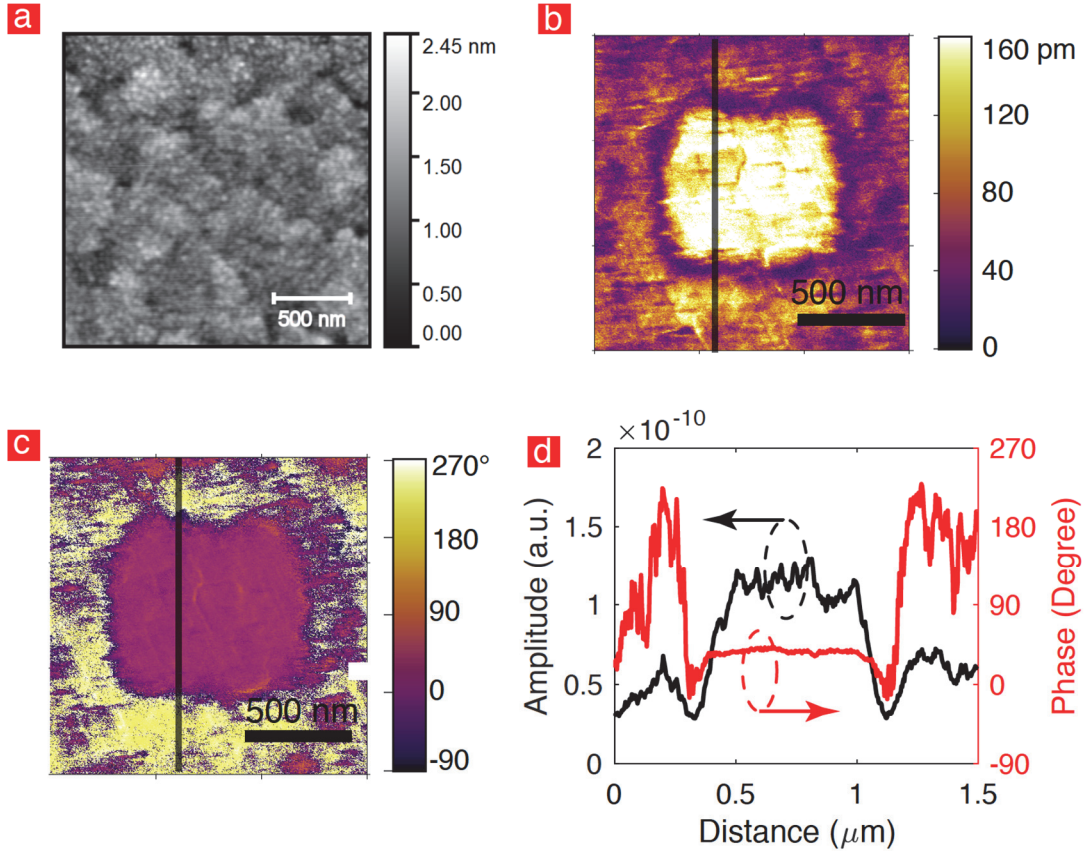 a
2.45 nm
2.00
1.50
1.00
0.50
0.00
500 nm
b
160 pm
120
80
40
0
500 nm
c
270°
180
90
0
-90
500 nm
d
×10⁻¹⁰
2
1.5
1
0.5
0
Amplitude (a.u.)
270
180
90
0
-90
Phase (Degree)
0
0.5
1
1.5
Distance (μm)